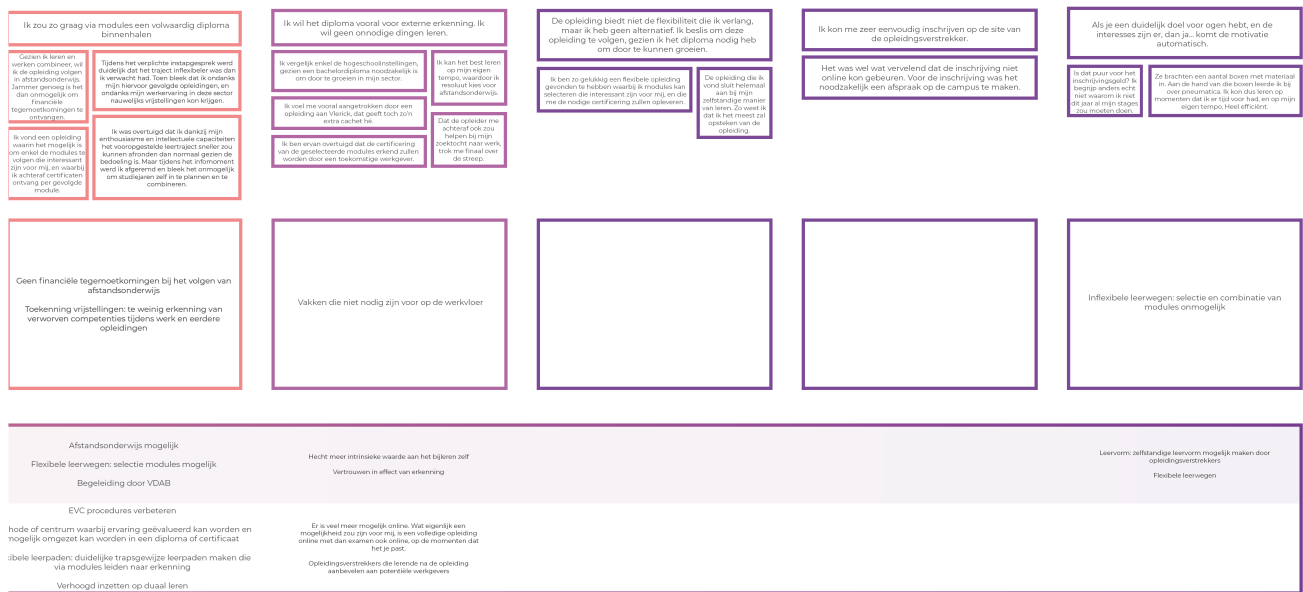 Ik zou zo graag via modules een volwaardig diploma
binnenhalen
Gezien ik leren en
werken combineer, wil
ik de opleiding volgen
in afstandsonderwijs.
Jammer genoeg is het
dan onmogelijk om
financiële
tegemoetkomingen te
ontvangen.
Tijdens het verplichte instapgesprek werd
duidelijk dat het traject inflexibeler was dan
ik verwacht had. Toen bleek dat ik ondanks
mijn hiervoor gevolgde opleidingen, en
ondanks mijn werkervaring in deze sector
nauwelijks vrijstellingen kon krijgen.
Ik vond een opleiding
waarin het mogelijk is
om enkel de modules te
volgen die interessant
zijn voor mij, en waarbij
ik achteraf certificaten
ontvang per gevolgde
module.
Ik was overtuigd dat ik dankzij mijn
enthousiasme en intellectuele capaciteiten
het vooropgestelde leertraject sneller zou
kunnen afronden dan normaal gezien de
bedoeling is. Maar tijdens het infomoment
werd ik afgeremd en bleek het onmogelijk
om studiejaren zelf in te plannen en te
combineren.
Ik wil het diploma vooral voor externe erkenning. Ik
wil geen onnodige dingen leren.
Ik vergelijk enkel de hogeschoolinstellingen,
gezien een bachelordiploma noodzakelijk is
om door te groeien in mijn sector.
Ik voel me vooral aangetrokken door een
opleiding aan Vlerick, dat geeft toch zo'n
extra cachet hé.
Ik ben ervan overtuigd dat de certificering
van de geselecteerde modules erkend zullen
worden door een toekomstige werkgever.
Ik kan het best leren
op mijn eigen
tempo, waardoor ik
resoluut kies voor
afstandsonderwijs.
Dat de opleider me
achteraf ook zou
helpen bij mijn
zoektocht naar werk,
trok me finaal over
de streep.
De opleiding biedt niet de flexibiliteit die ik verlang,
maar ik heb geen alternatief. Ik beslis om deze
opleiding te volgen, gezien ik het diploma nodig heb
om door te kunnen groeien.
Ik ben zo gelukkig een flexibele opleiding
gevonden te hebben waarbij ik modules kan
selecteren die interessant zijn voor mij, en die
me de nodige certificering zullen opleveren.
De opleiding die ik
vond sluit helemaal
aan bij mijn
zelfstandige manier
van leren. Zo weet ik
dat ik het meest zal
opsteken van de
opleiding.
Ik kon me zeer eenvoudig inschrijven op de site van
de opleidngsverstrekker.
Het was wel wat vervelend dat de inschrijving niet
online kon gebeuren. Voor de inschrijving was het
noodzakelijk een afspraak op de campus te maken.
Als je een duidelijk doel voor ogen hebt, en de
interesses zijn er, dan ja... komt de motivatie
automatisch.
Is dat puur voor het
inschrijvingsgeld? Ik
begrijp anders echt
niet waarom ik niet
dit jaar al mijn stages
zou moeten doen.
Ze brachten een aantal boxen met materiaal
in. Aan de hand van die boxen leerde ik bij
over pneumatica. Ik kon dus leren op
momenten dat ik er tijd voor had, en op mijn
eigen tempo. Heel efficiënt.
Geen financiële tegemoetkomingen bij het volgen van
afstandsonderwijs
Toekenning vrijstellingen: te weinig erkenning van
verworven competenties tijdens werk en eerdere
opleidingen
Vakken die niet nodig zijn voor op de werkvloer
Inflexibele leerwegen: selectie en combinatie van
modules onmogelijk
Afstandsonderwijs mogelijk
Flexibele leerwegen: selectie modules mogelijk
Begeleiding door VDAB
Hecht meer intrinsieke waarde aan het bijleren zelf
Vertrouwen in effect van erkenning
Leervorm: zelfstandige leervorm mogelijk maken door
opleidingsverstrekkers
Flexibele leerwegen
EVC procedures verbeteren
hode of centrum waarbij ervaring geëvalueerd kan worden en
mogelijk omgezet kan worden in een diploma of certificaat
xibele leerpaden: duidelijke trapsgewijze leerpaden maken die
via modules leiden naar erkenning
Verhoogd inzetten op duaal leren
Er is veel meer mogelijk online. Wat eigenlijk een
mogelijkheid zou zijn voor mij, is een volledige opleiding
online met dan examen ook online, op de momenten dat
het je past.
Opleidingsverstrekkers die lerende na de opleiding
aanbevelen aan potentiële werkgevers